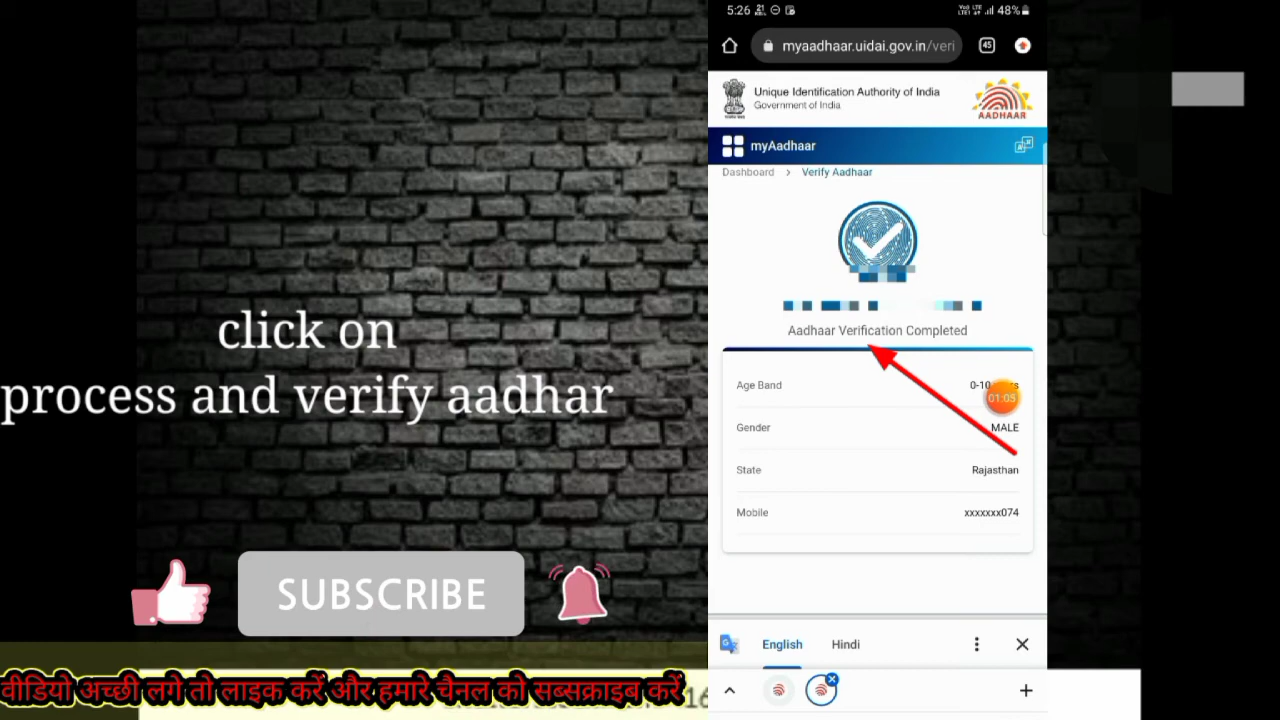 click on
process and verify aadhar
SUBSCRIBE
वीडियो अच्छी लगे तो लाइक करें और हमारे चैनल को सब्सक्राइब करें
5:26
48%
45
myaadhaar.uidai.gov.in/veri
Unique Identification Authority of India
Government of India
AADHAAR
myAadhaar
Dashboard > Verify Aadhaar
Aadhaar Verification Completed
Age Band 0-10
01:05
Gender MALE
State Rajasthan
Mobile xxxxxxx074
English Hindi